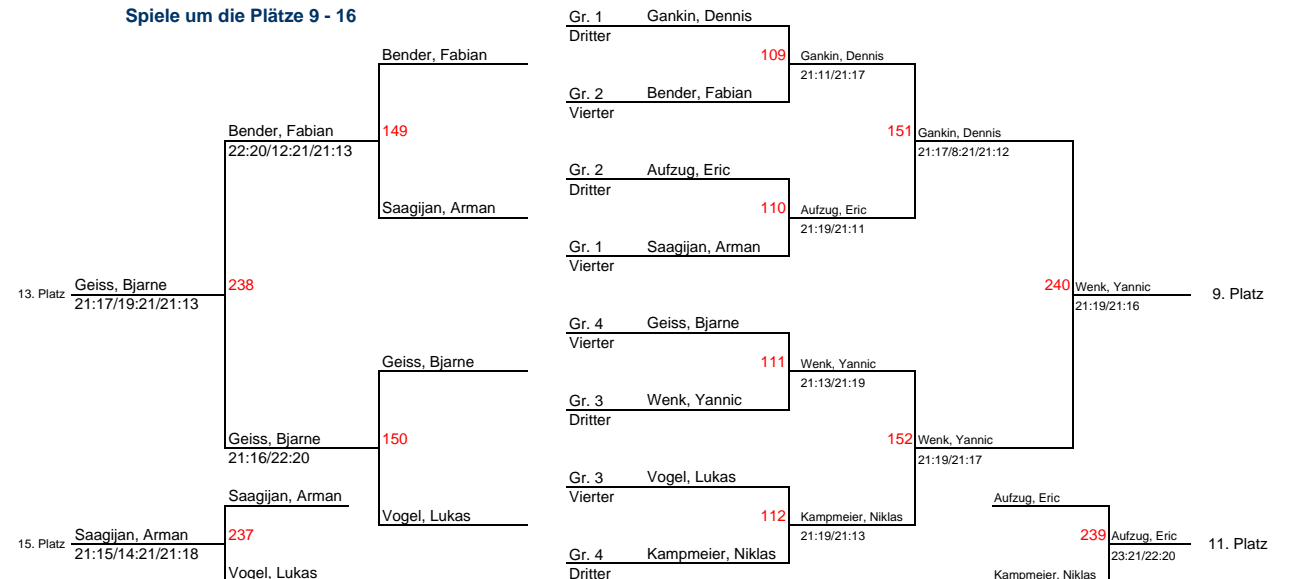 Spiele um die Plätze 9 - 16
Gr. 1 Gankin, Dennis
Dritter
Bender, Fabian
109 Gankin, Dennis
21:11/21:17
Gr. 2 Bender, Fabian
Vierter
Bender, Fabian
22:20/12:21/21:13
149
151 Gankin, Dennis
21:17/8:21/21:12
Gr. 2 Aufzug, Eric
Dritter
Saagijan, Arman
110 Aufzug, Eric
21:19/21:11
Gr. 1 Saagijan, Arman
Vierter
13. Platz Geiss, Bjarne
21:17/19:21/21:13
238
240 Wenk, Yannic
21:19/21:16
9. Platz
Gr. 4 Geiss, Bjarne
Vierter
Geiss, Bjarne
111 Wenk, Yannic
21:13/21:19
Gr. 3 Wenk, Yannic
Dritter
Geiss, Bjarne
21:16/22:20
150
152 Wenk, Yannic
21:19/21:17
Gr. 3 Vogel, Lukas
Vierter
Saagijan, Arman
Aufzug, Eric
Vogel, Lukas
112 Kampmeier, Niklas
21:19/21:13
15. Platz Saagijan, Arman
21:15/14:21/21:18
237
239 Aufzug, Eric
23:21/22:20
11. Platz
Gr. 4 Kampmeier, Niklas
Dritter
Vogel, Lukas
Kampmeier, Niklas